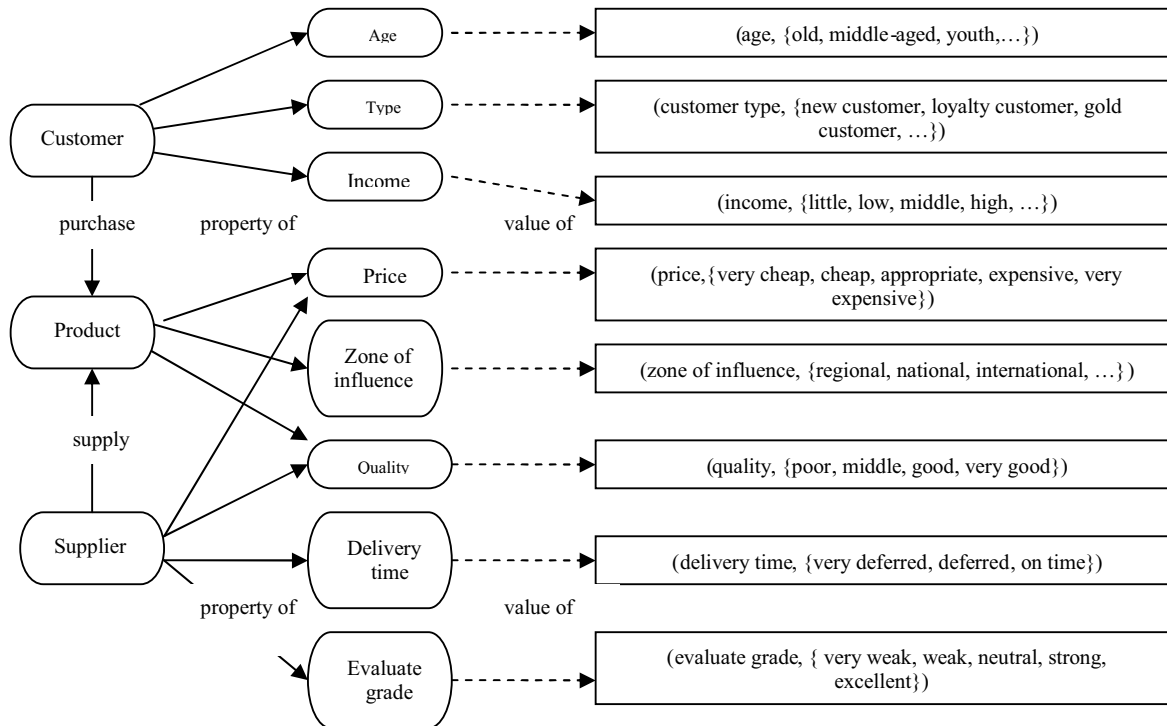 Age
(age, {old, middle-aged, youth,…})
Customer
Type
(customer type, {new customer, loyalty customer, gold
customer, …})
Income
(income, {little, low, middle, high, …})
purchase
property of
value of
Price
(price,{very cheap, cheap, appropriate, expensive, very
expensive})
Product
Zone of
influence
(zone of influence, {regional, national, international, …})
supply
Quality
(quality, {poor, middle, good, very good})
Supplier
Delivery
time
(delivery time, {very deferred, deferred, on time})
property of
value of
Evaluate
grade
(evaluate grade, { very weak, weak, neutral, strong,
excellent})